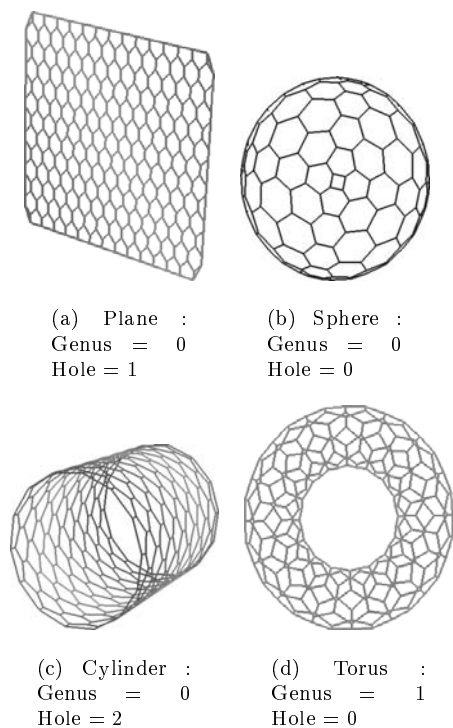 (a) Plane :
Genus = 0
Hole = 1
(b) Sphere :
Genus = 0
Hole = 0
(c) Cylinder :
Genus = 0
Hole = 2
(d) Torus :
Genus = 1
Hole = 0